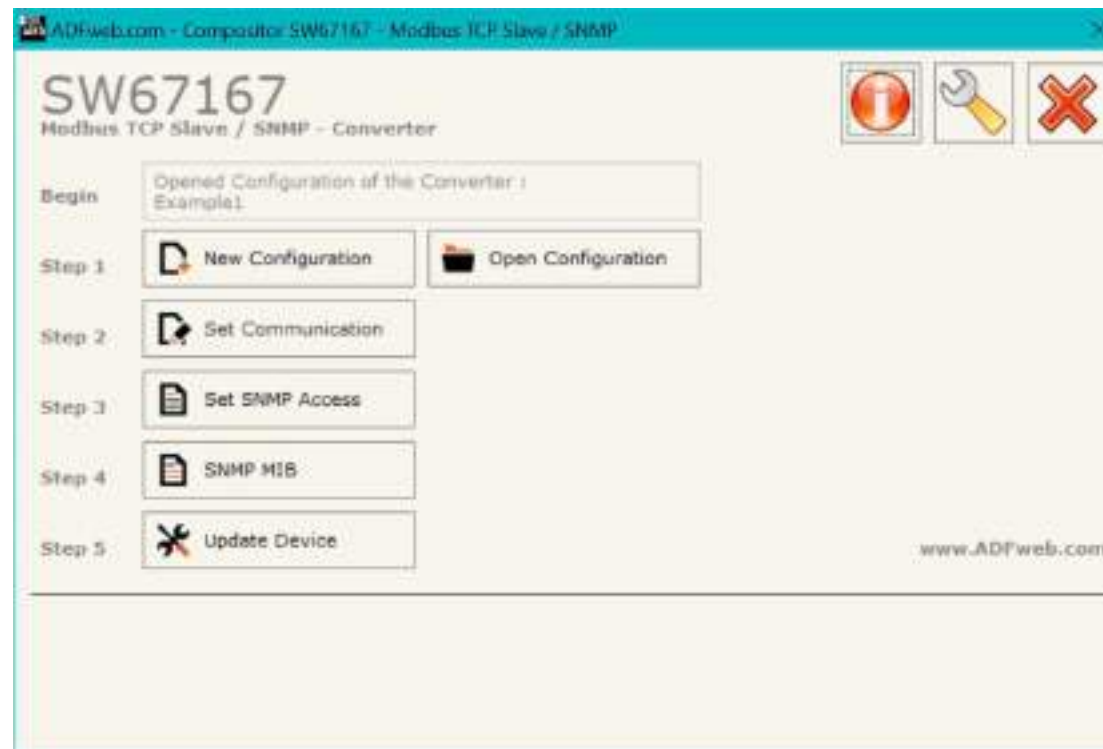 ADFweb.com - Compositor SW67167 - Modbus TCP Slave / SNMP
SW67167
Modbus TCP Slave / SNMP - Converter
Begin
Opened Configuration of the Converter :
Example1
Step 1
New Configuration
Open Configuration
Step 2
Set Communication
Step 3
Set SNMP Access
Step 4
SNMP MIB
Step 5
Update Device
www.ADFweb.com